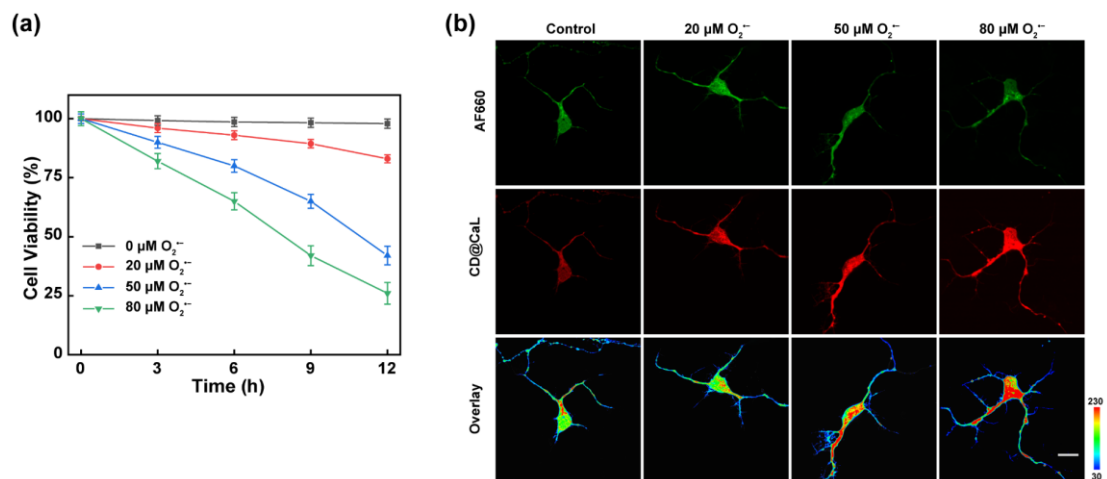 (a)
Cell Viability (%)
100
75
50
25
0
0 µM O₂•⁻
20 µM O₂•⁻
50 µM O₂•⁻
80 µM O₂•⁻
0 3 6 9 12
Time (h)
(b)
Control 20 µM O₂•⁻ 50 µM O₂•⁻ 80 µM O₂•⁻
AF660
CD@CaL
Overlay
230
30